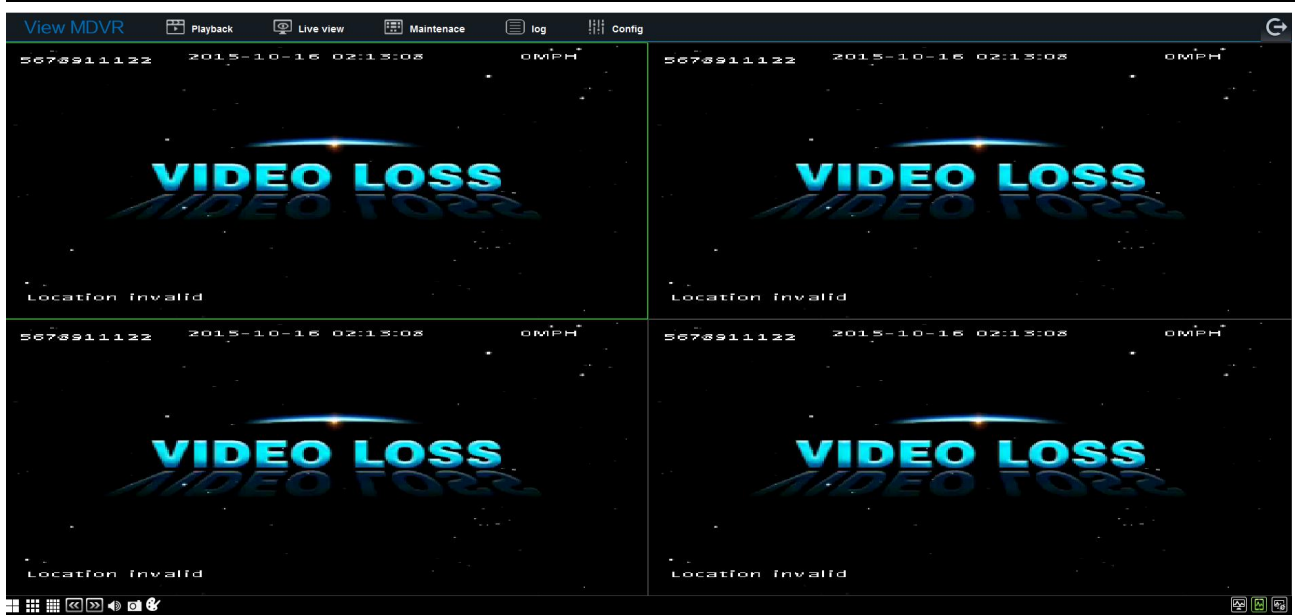 View MDVR Playback Live view Maintenace log Config
5678911122 2015-10-16 02:13:08 0MPH 5678911122 2015-10-16 02:13:08 0MPH
VIDEO LOSS VIDEO LOSS
Location invalid Location invalid
5678911122 2015-10-16 02:13:08 0MPH 5678911122 2015-10-16 02:13:08 0MPH
VIDEO LOSS VIDEO LOSS
Location invalid Location invalid